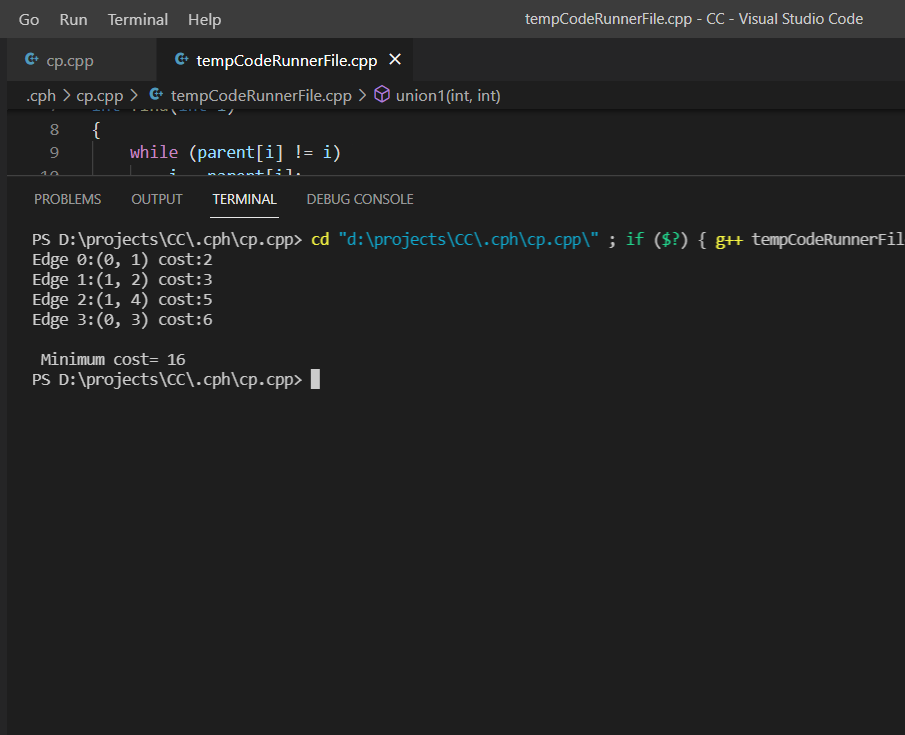 Go Run Terminal Help tempCodeRunnerFile.cpp - CC - Visual Studio Code
cp.cpp tempCodeRunnerFile.cpp
.cph > cp.cpp > tempCodeRunnerFile.cpp > union1(int, int)
8 {
9 while (parent[i] != i)
10 i = parent[i];
PROBLEMS OUTPUT TERMINAL DEBUG CONSOLE
PS D:\projects\CC\.cph\cp.cpp> cd "d:\projects\CC\.cph\cp.cpp\" ; if ($?) { g++ tempCodeRunnerFil
Edge 0:(0, 1) cost:2
Edge 1:(1, 2) cost:3
Edge 2:(1, 4) cost:5
Edge 3:(0, 3) cost:6
Minimum cost= 16
PS D:\projects\CC\.cph\cp.cpp>